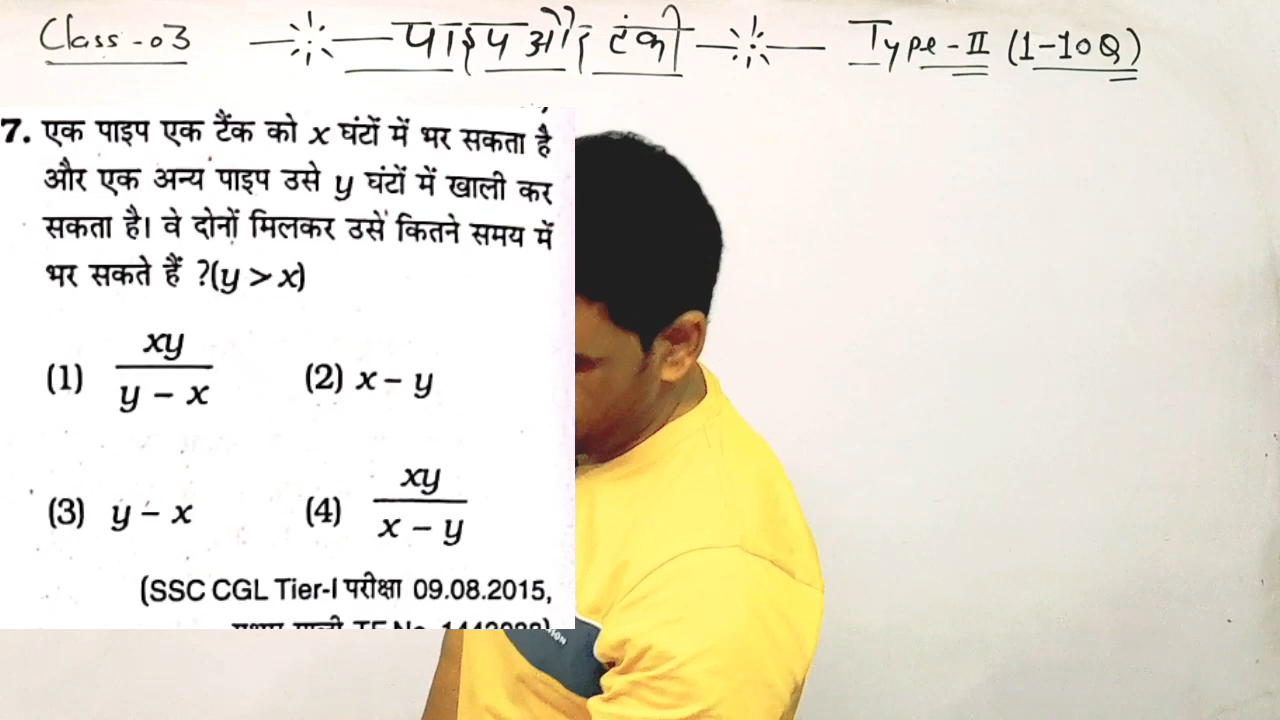 Class-03 पाइप और टंकी Type-II (1-10Q)
7. एक पाइप एक टैंक को x घंटों में भर सकता है
और एक अन्य पाइप उसे y घंटों में खाली कर
सकता है। वे दोनों मिलकर उसे कितने समय में
भर सकते हैं ?(y > x)
(1) xy / y – x (2) x – y
(3) y – x (4) xy / x – y
(SSC CGL Tier-I परीक्षा 09.08.2015,